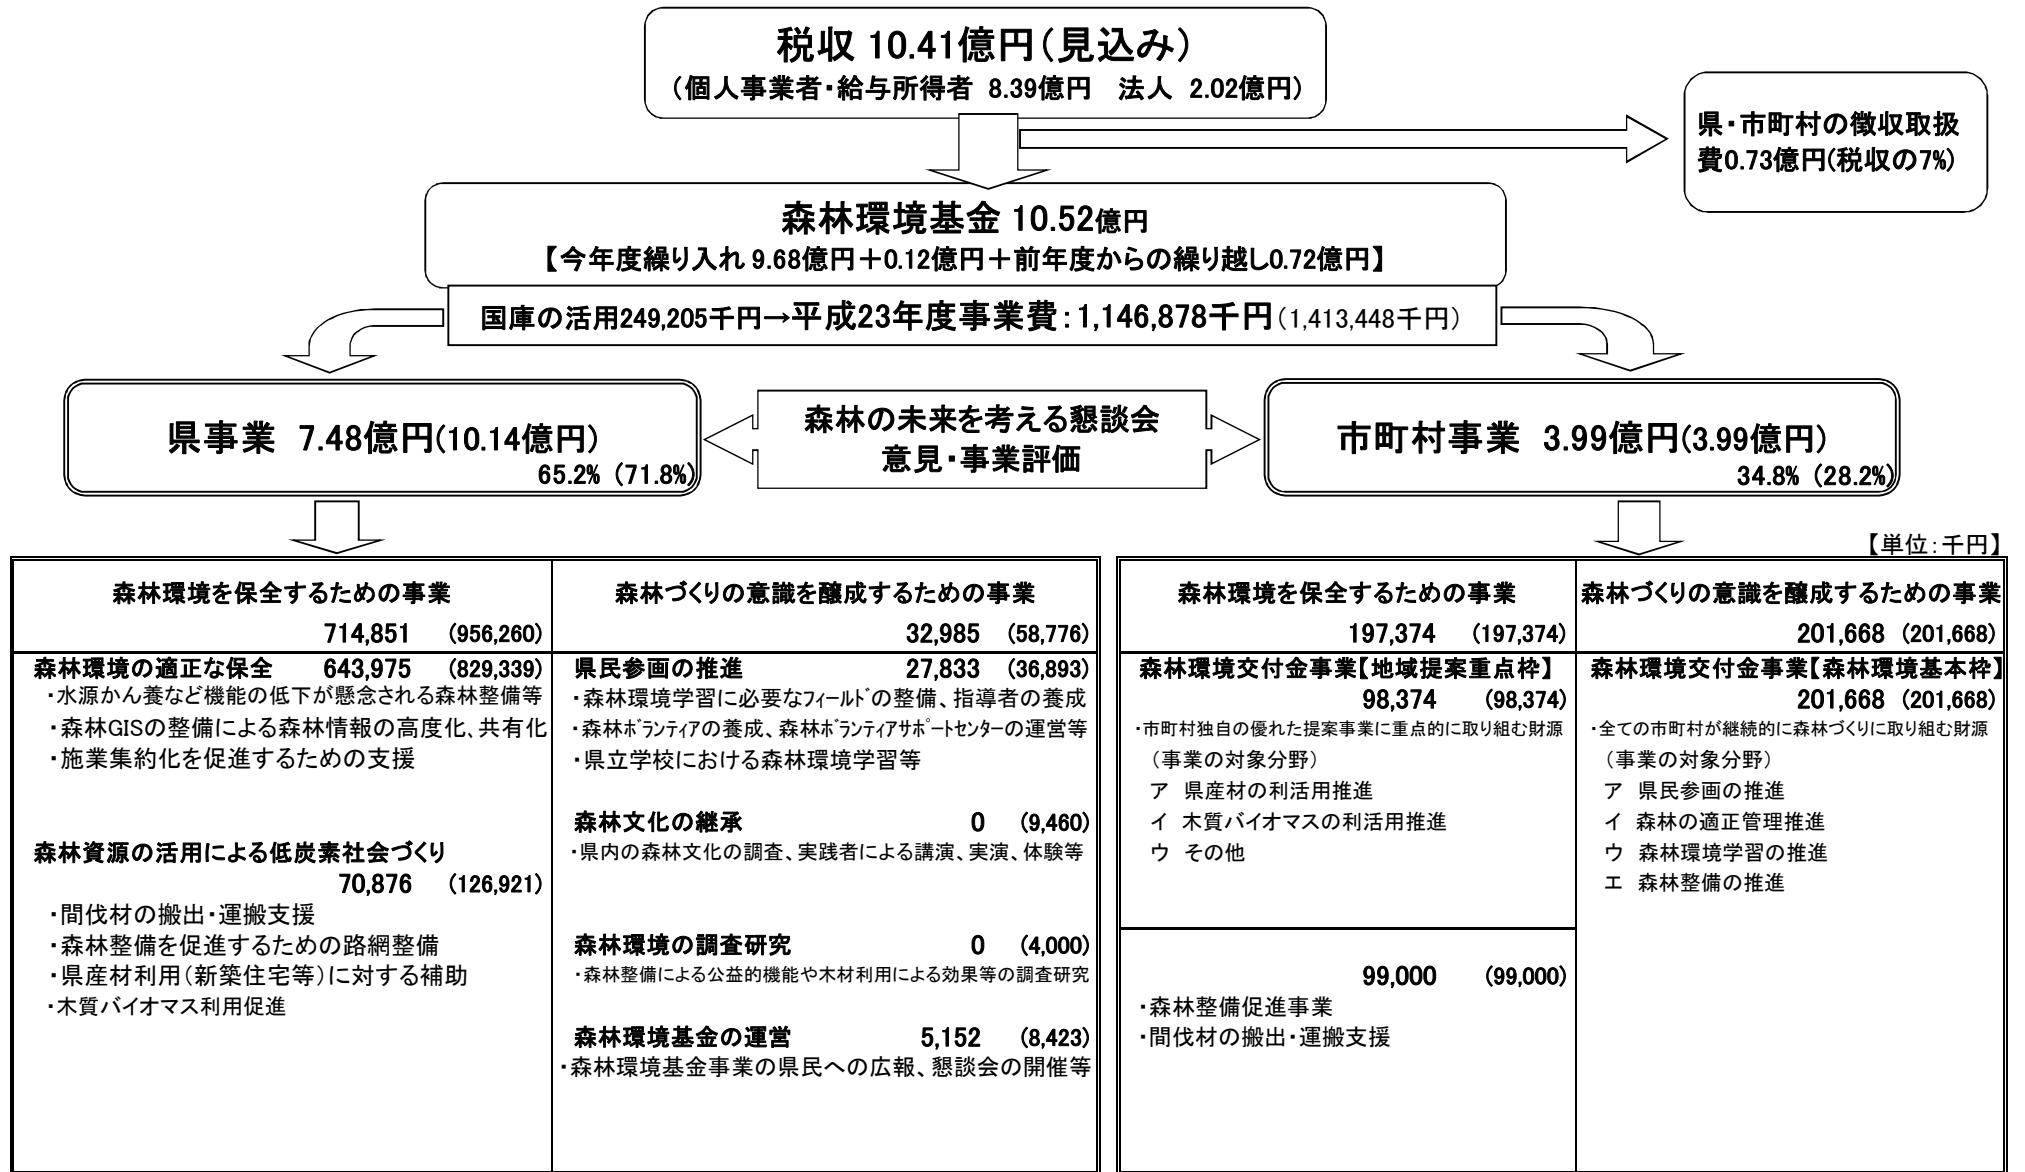 税収 10.41億円（見込み）
（個人事業者・給与所得者 8.39億円　法人 2.02億円）
県・市町村の徴収取扱
費0.73億円(税収の7%)
森林環境基金 10.52億円
【今年度繰り入れ 9.68億円＋0.12億円＋前年度からの繰り越し0.72億円】
国庫の活用249,205千円→平成23年度事業費：1,146,878千円（1,413,448千円）
県事業 7.48億円(10.14億円）
65.2%（71.8%）
森林の未来を考える懇談会
意見・事業評価
市町村事業 3.99億円(3.99億円）
34.8%（28.2%）
【単位：千円】
森林環境を保全するための事業
714,851 （956,260）
森林環境の適正な保全 643,975 （829,339）
・水源かん養など機能の低下が懸念される森林整備等
・森林GISの整備による森林情報の高度化、共有化
・施業集約化を促進するための支援
森林資源の活用による低炭素社会づくり
70,876 （126,921）
・間伐材の搬出・運搬支援
・森林整備を促進するための路網整備
・県産材利用（新築住宅等）に対する補助
・木質バイオマス利用促進
森林づくりの意識を醸成するための事業
32,985 （58,776）
県民参画の推進 27,833 （36,893）
・森林環境学習に必要なﾌｨｰﾙﾄﾞの整備、指導者の養成
・森林ﾎﾞﾗﾝﾃｨｱの養成、森林ﾎﾞﾗﾝﾃｨｱｻﾎﾟｰﾄセンターの運営等
・県立学校における森林環境学習等
森林文化の継承 0 （9,460）
・県内の森林文化の調査、実践者による講演、実演、体験等
森林環境の調査研究 0 （4,000）
・森林整備による公益的機能や木材利用による効果等の調査研究
森林環境基金の運営 5,152 （8,423）
・森林環境基金事業の県民への広報、懇談会の開催等
森林環境を保全するための事業
197,374 （197,374）
森林環境交付金事業【地域提案重点枠】
98,374 （98,374）
・市町村独自の優れた提案事業に重点的に取り組む財源
（事業の対象分野）
ア　県産材の利活用推進
イ　木質バイオマスの利活用推進
ウ　その他
99,000 （99,000）
・森林整備促進事業
・間伐材の搬出・運搬支援
森林づくりの意識を醸成するための事業
201,668 （201,668）
森林環境交付金事業【森林環境基本枠】
201,668 （201,668）
・全ての市町村が継続的に森林づくりに取り組む財源
（事業の対象分野）
ア　県民参画の推進
イ　森林の適正管理推進
ウ　森林環境学習の推進
エ　森林整備の推進